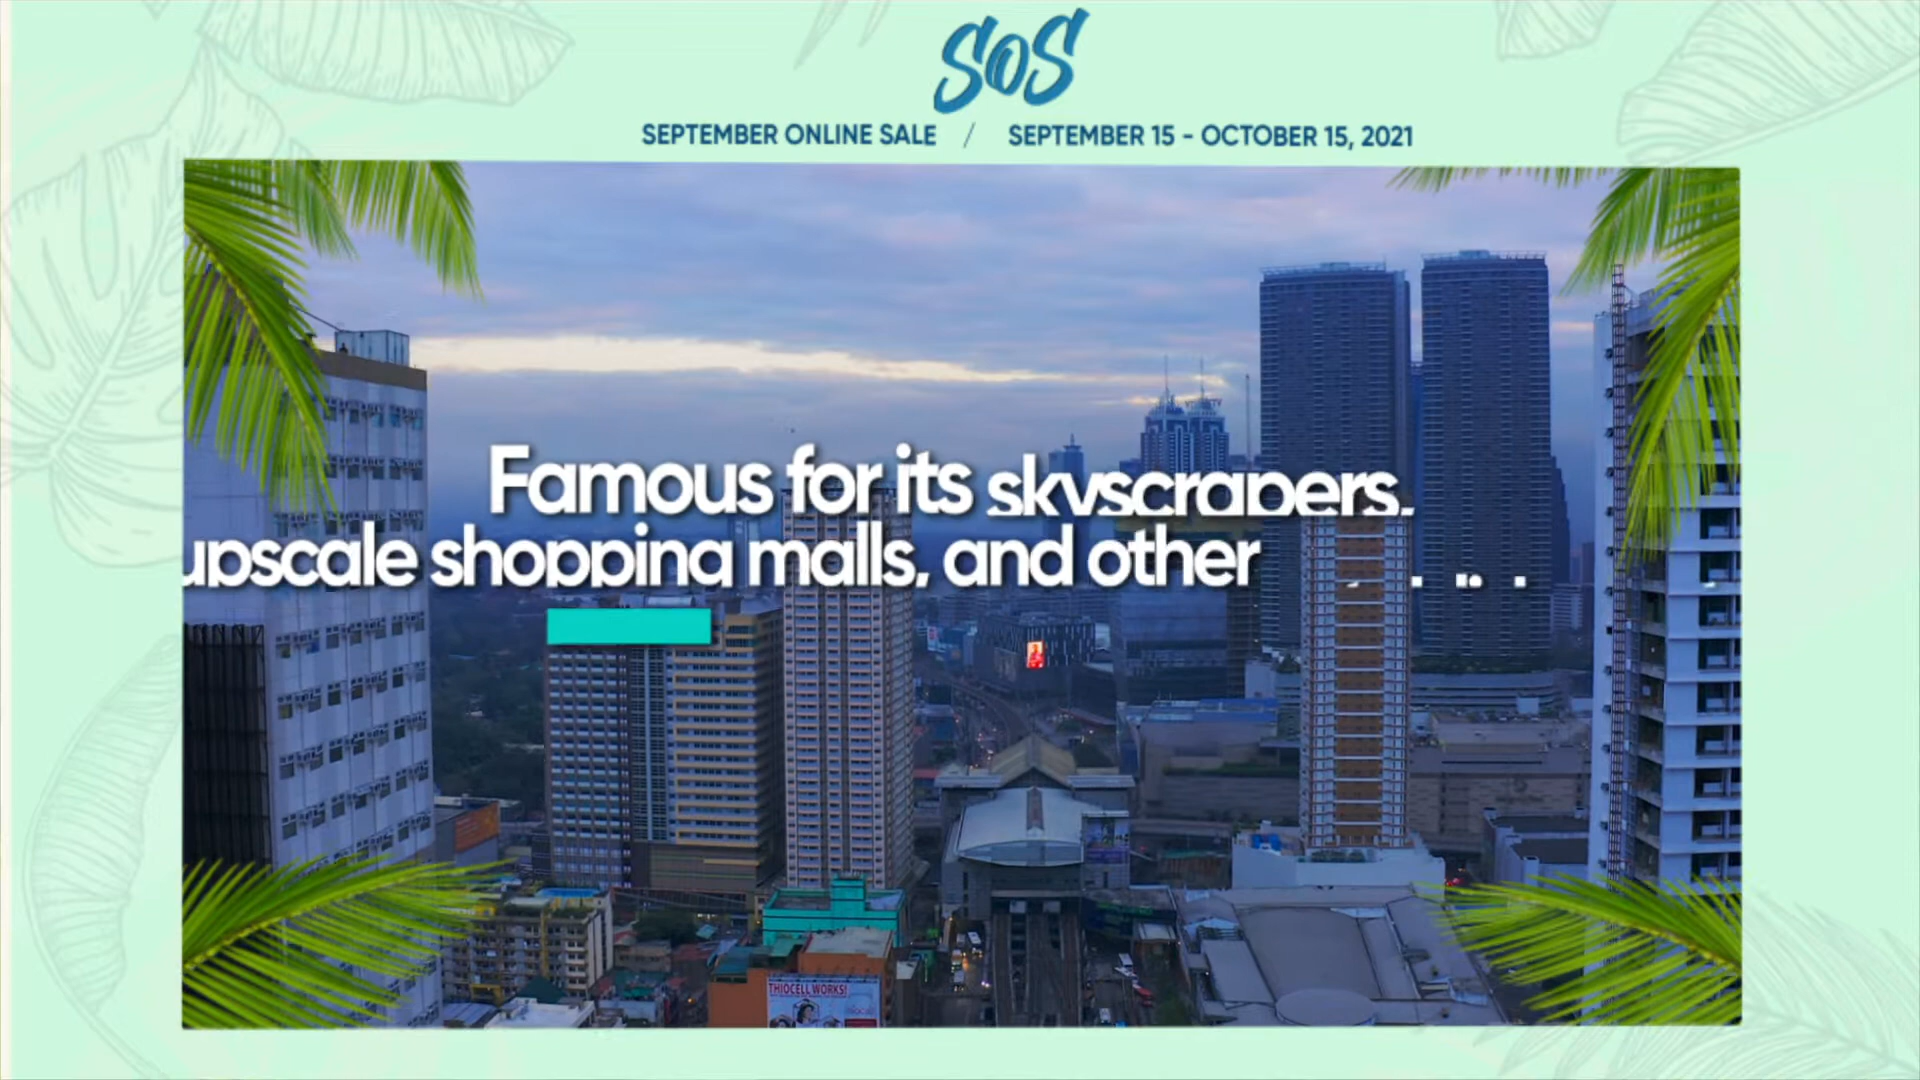 SOS
SEPTEMBER ONLINE SALE / SEPTEMBER 15 - OCTOBER 15, 2021
Famous for its skyscrapers,
upscale shopping malls, and other
THIOCELL WORKS!